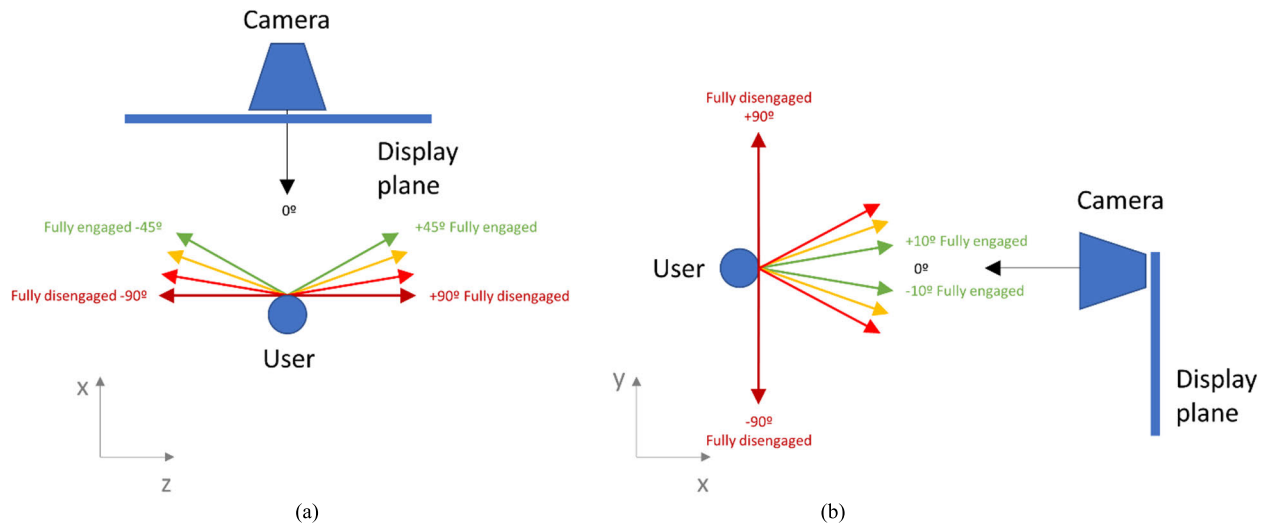 Camera
Display
plane
0º
Fully engaged -45º
+45º Fully engaged
Fully disengaged -90º
+90º Fully disengaged
User
x
z
(a)
Fully disengaged
+90º
Camera
+10º Fully engaged
User
0º
-10º Fully engaged
Display
plane
y
-90º
Fully disengaged
x
(b)